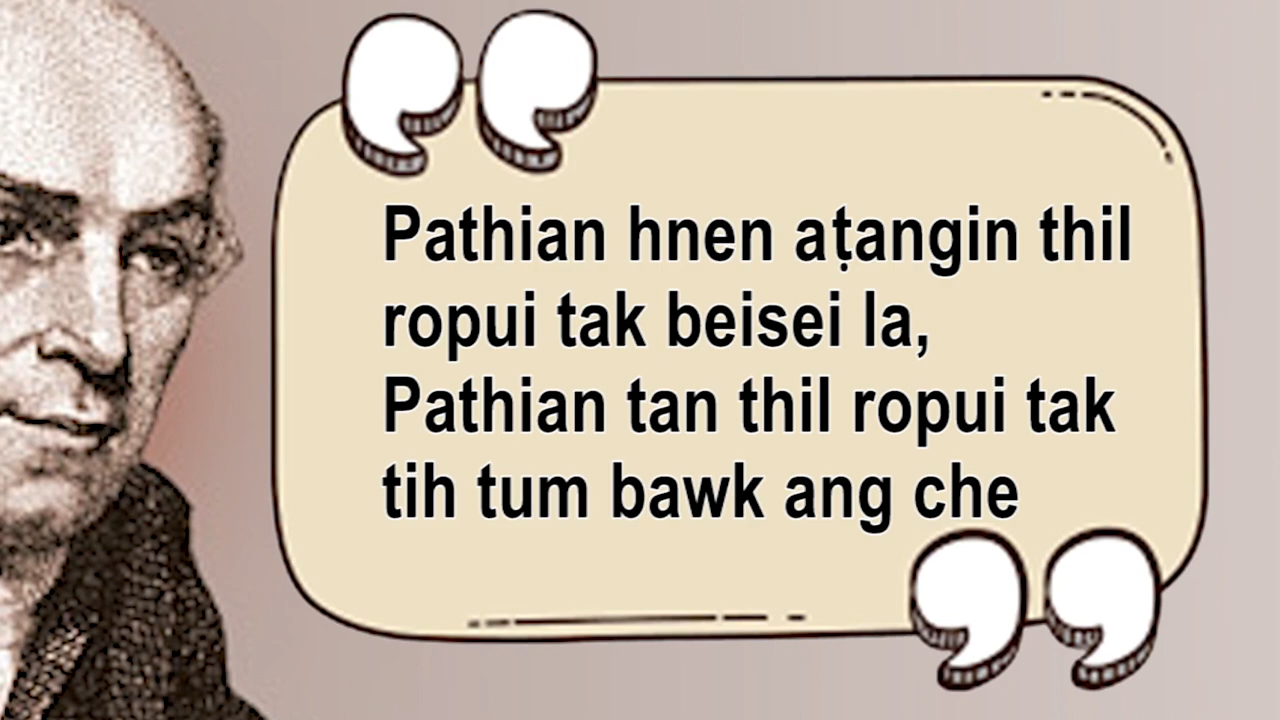 Pathian hnen aṭangin thil
ropui tak beisei la,
Pathian tan thil ropui tak
tih tum bawk ang che